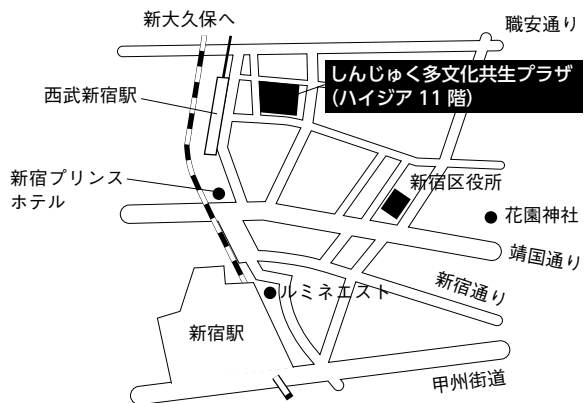 新大久保へ
職安通り
しんじゅく多文化共生プラザ
(ハイジア 11 階)
西武新宿駅
新宿プリンス
ホテル
新宿区役所
花園神社
靖国通り
新宿通り
ルミネエスト
新宿駅
甲州街道